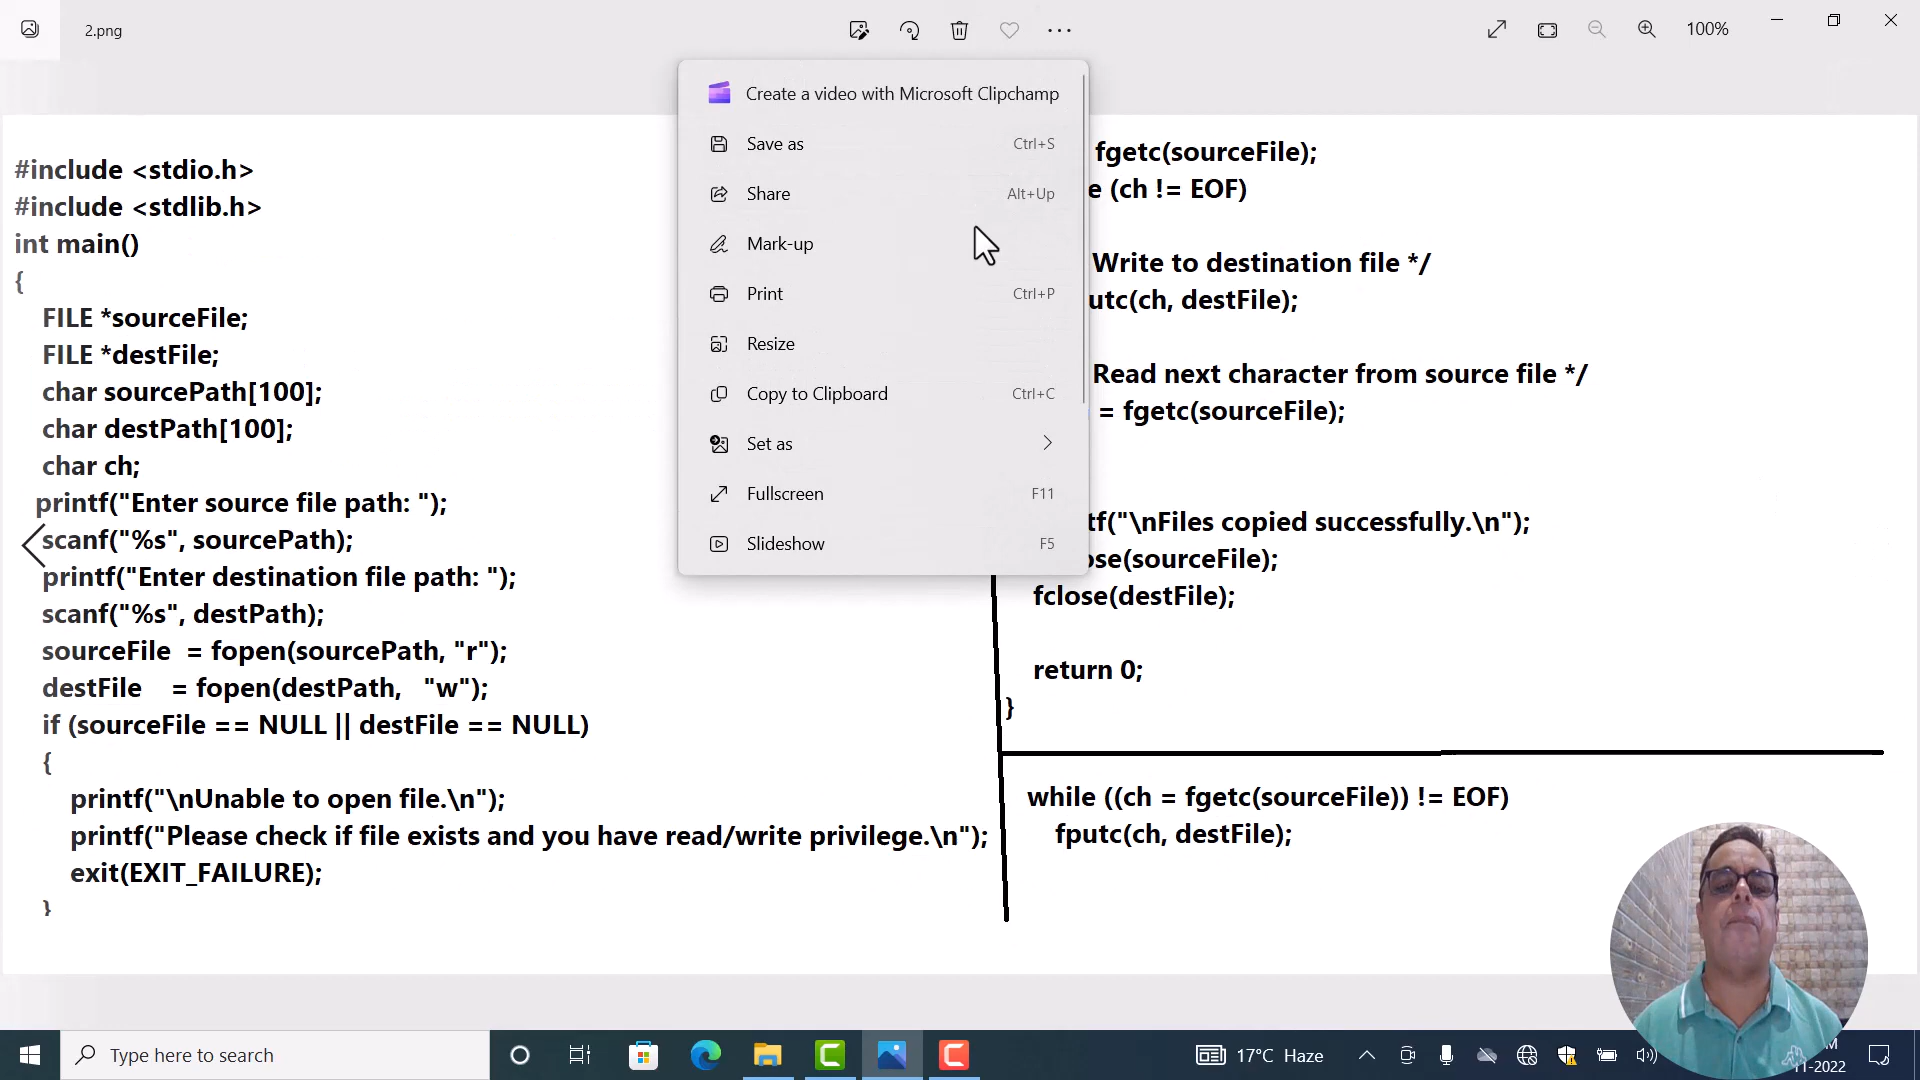 2.png
100%
Create a video with Microsoft Clipchamp
Save as Ctrl+S
Share Alt+Up
Mark-up
Print Ctrl+P
Resize
Copy to Clipboard Ctrl+C
Set as
Fullscreen F11
Slideshow F5
#include <stdio.h>
#include <stdlib.h>
int main()
{
FILE *sourceFile;
FILE *destFile;
char sourcePath[100];
char destPath[100];
char ch;
printf("Enter source file path: ");
scanf("%s", sourcePath);
printf("Enter destination file path: ");
scanf("%s", destPath);
sourceFile = fopen(sourcePath, "r");
destFile = fopen(destPath, "w");
if (sourceFile == NULL || destFile == NULL)
{
printf("\nUnable to open file.\n");
printf("Please check if file exists and you have read/write privilege.\n");
exit(EXIT_FAILURE);
}
fgetc(sourceFile);
e (ch != EOF)
Write to destination file */
utc(ch, destFile);
Read next character from source file */
= fgetc(sourceFile);
tf("\nFiles copied successfully.\n");
ose(sourceFile);
fclose(destFile);
return 0;
}
while ((ch = fgetc(sourceFile)) != EOF)
fputc(ch, destFile);
Type here to search
17°C Haze
11-2022